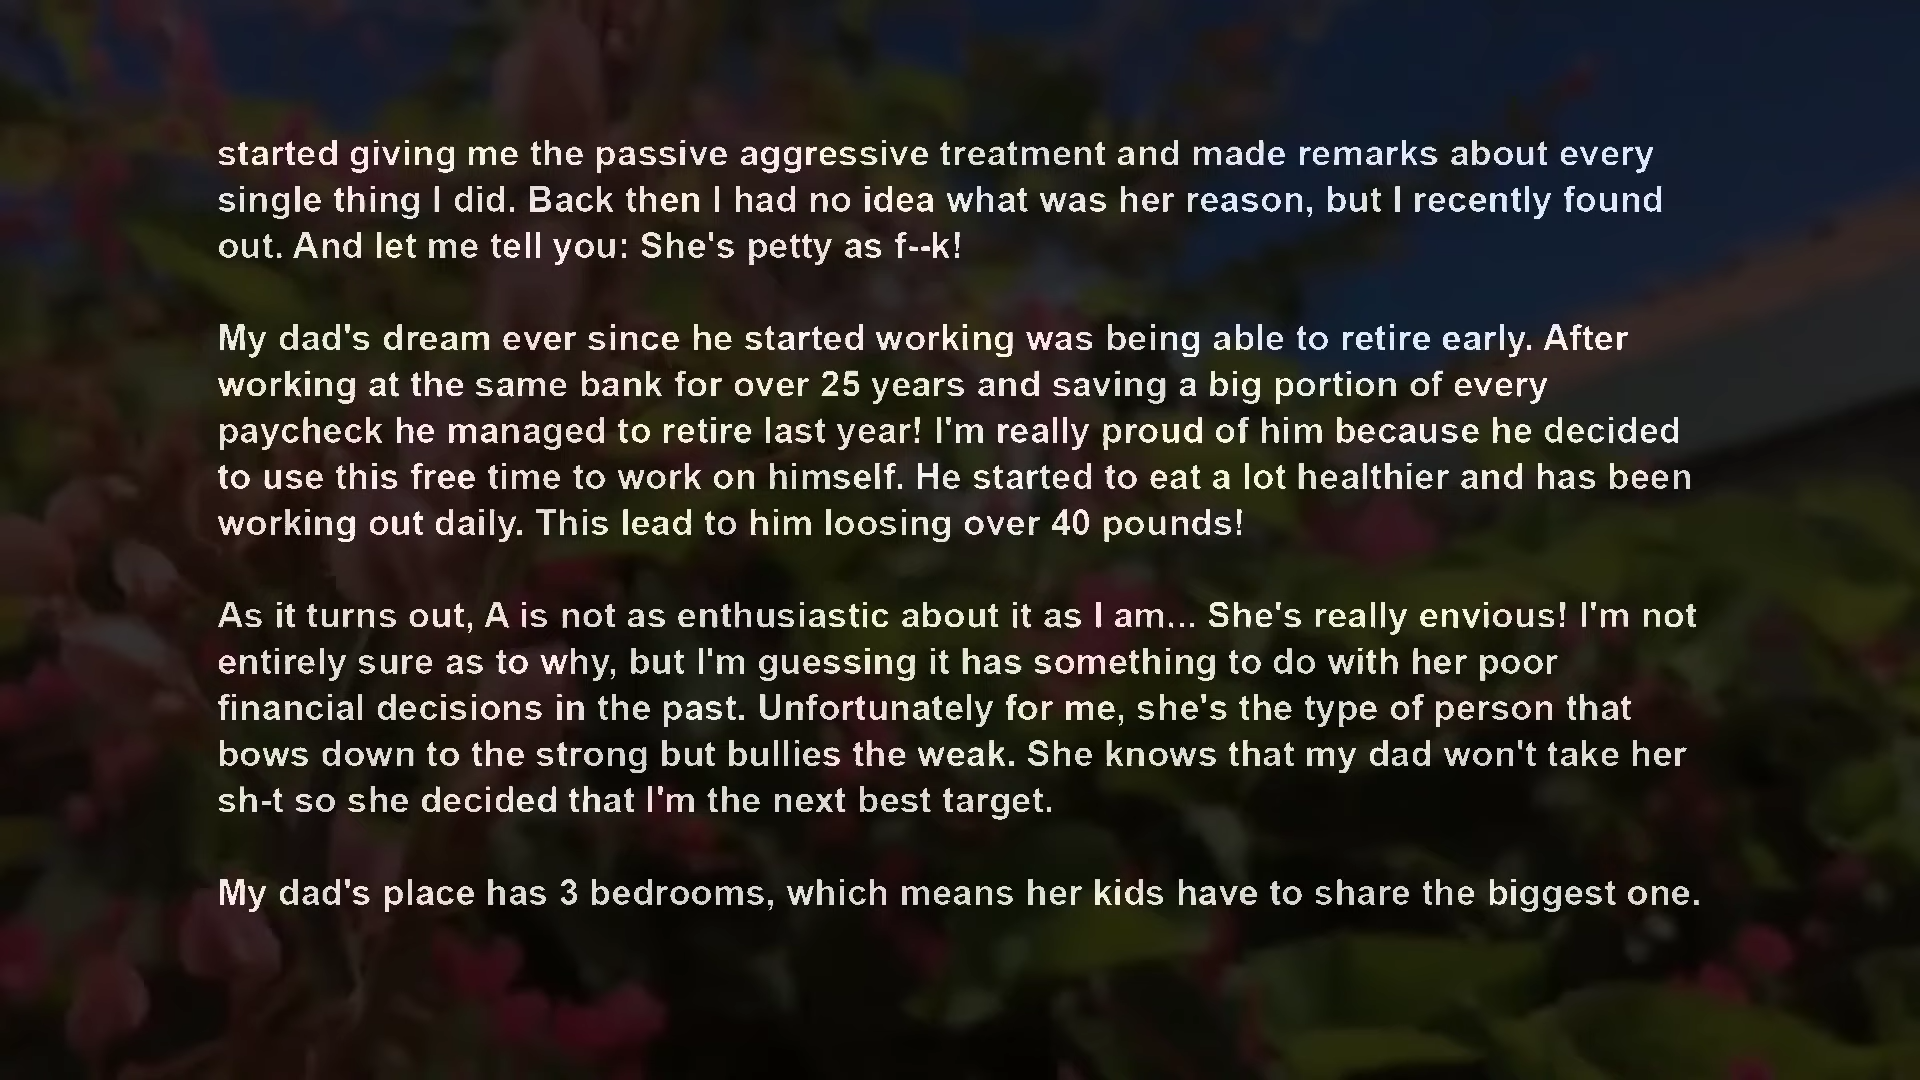 started giving me the passive aggressive treatment and made remarks about every
single thing I did. Back then I had no idea what was her reason, but I recently found
out. And let me tell you: She's petty as f--k!
My dad's dream ever since he started working was being able to retire early. After
working at the same bank for over 25 years and saving a big portion of every
paycheck he managed to retire last year! I'm really proud of him because he decided
to use this free time to work on himself. He started to eat a lot healthier and has been
working out daily. This lead to him loosing over 40 pounds!
As it turns out, A is not as enthusiastic about it as I am... She's really envious! I'm not
entirely sure as to why, but I'm guessing it has something to do with her poor
financial decisions in the past. Unfortunately for me, she's the type of person that
bows down to the strong but bullies the weak. She knows that my dad won't take her
sh-t so she decided that I'm the next best target.
My dad's place has 3 bedrooms, which means her kids have to share the biggest one.